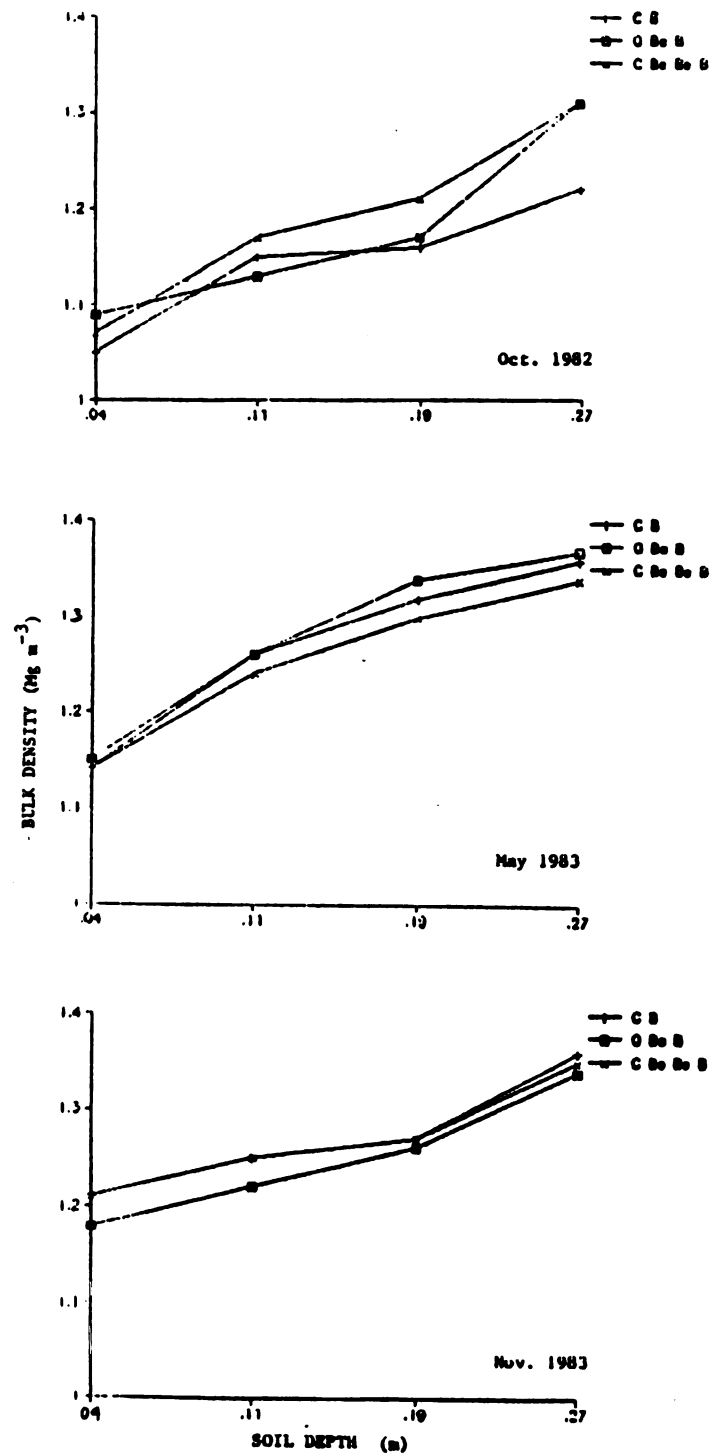 1.4
C B
O Be B
C Be Be B
1.3
1.2
1.1
Oct. 1982
1
.04
.11
.19
.27
1.4
C B
O Be B
C Be Be B
1.3
1.2
BULK DENSITY (Mg m⁻³)
1.1
May 1983
1
.04
.11
.19
.27
1.4
C B
O Be B
C Be Be B
1.3
1.2
1.1
Nov. 1983
1
.04
.11
.19
.27
SOIL DEPTH (m)